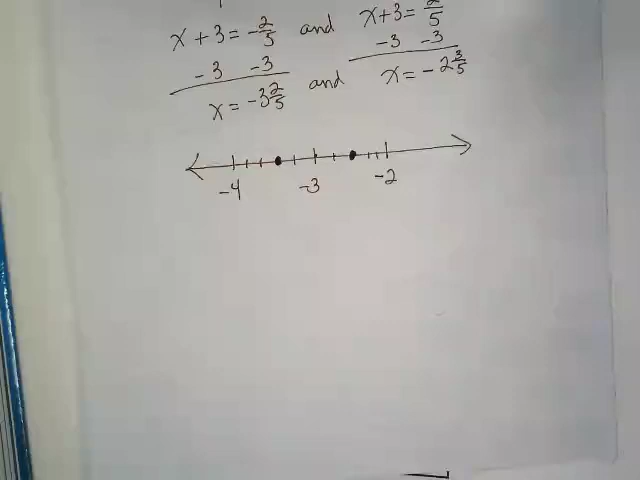 x + 3 = -2/5 and x+3 = 2/5
-3 -3 -3 -3
x = -3 2/5 and x = -2 3/5
-4 -3 -2